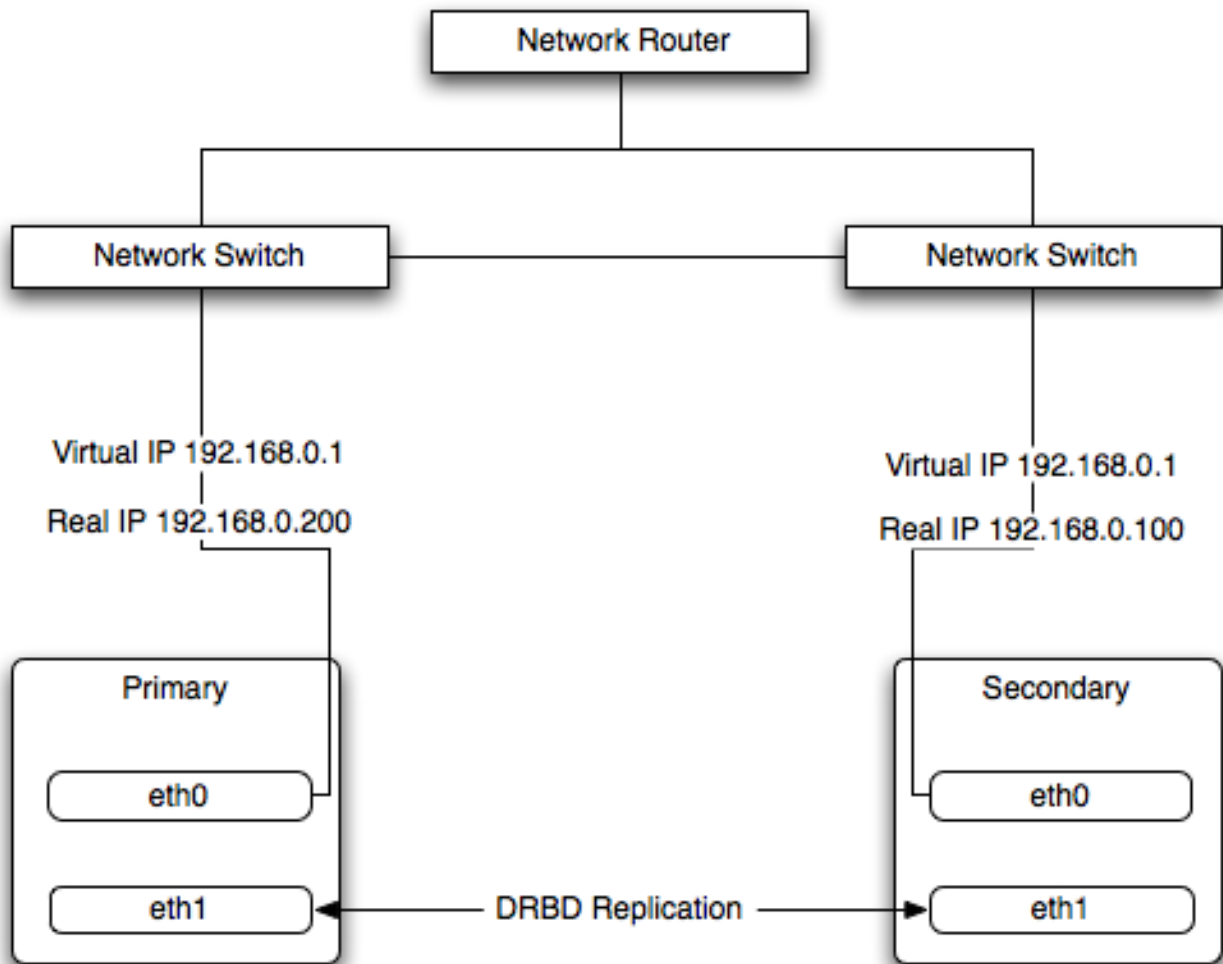 Network Router
Network Switch
Network Switch
Virtual IP 192.168.0.1
Real IP 192.168.0.200
Virtual IP 192.168.0.1
Real IP 192.168.0.100
Primary
eth0
eth1
DRBD Replication
Secondary
eth0
eth1